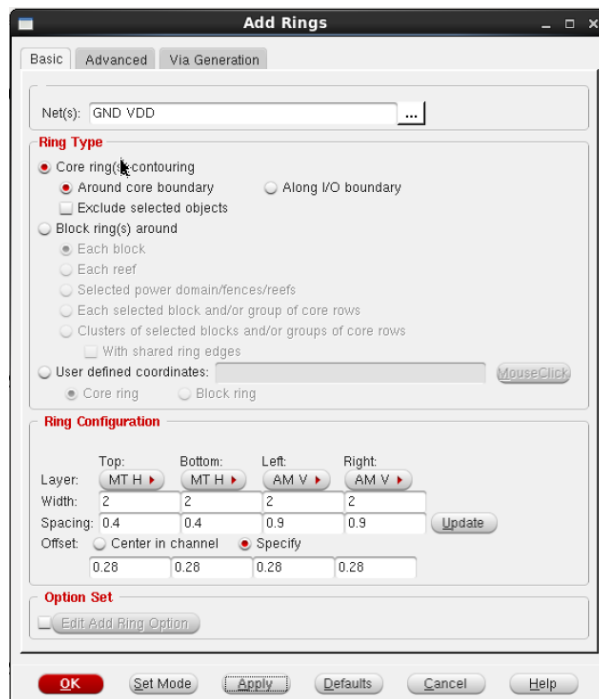 Add Rings
Basic Advanced Via Generation
Net(s): GND VDD ...
Ring Type
Core ring(s) contouring
Around core boundary Along I/O boundary
Exclude selected objects
Block ring(s) around
Each block
Each reef
Selected power domain/fences/reefs
Each selected block and/or group of core rows
Clusters of selected blocks and/or groups of core rows
With shared ring edges
User defined coordinates: MouseClick
Core ring Block ring
Ring Configuration
Top: Bottom: Left: Right:
Layer: MT H MT H AM V AM V
Width: 2 2 2 2
Spacing: 0.4 0.4 0.9 0.9 Update
Offset: Center in channel Specify
0.28 0.28 0.28 0.28
Option Set
Edit Add Ring Option
OK Set Mode Apply Defaults Cancel Help